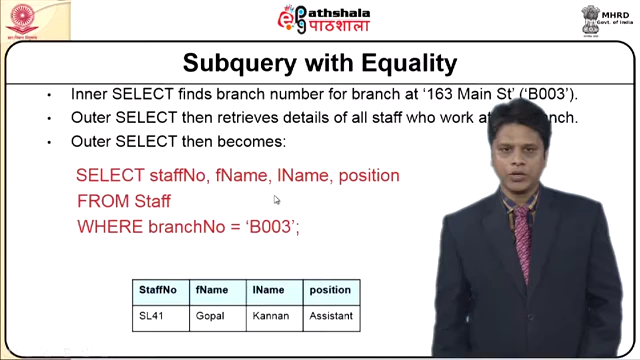 ePathshala
पाठशाला
MHRD
Govt. of India
Subquery with Equality
• Inner SELECT finds branch number for branch at ‘163 Main St’ (‘B003’).
• Outer SELECT then retrieves details of all staff who work at
• Outer SELECT then becomes:
SELECT staffNo, fName, lName, position
FROM Staff
WHERE branchNo = ‘B003’;
StaffNo fName lName position
SL41 Gopal Kannan Assistant